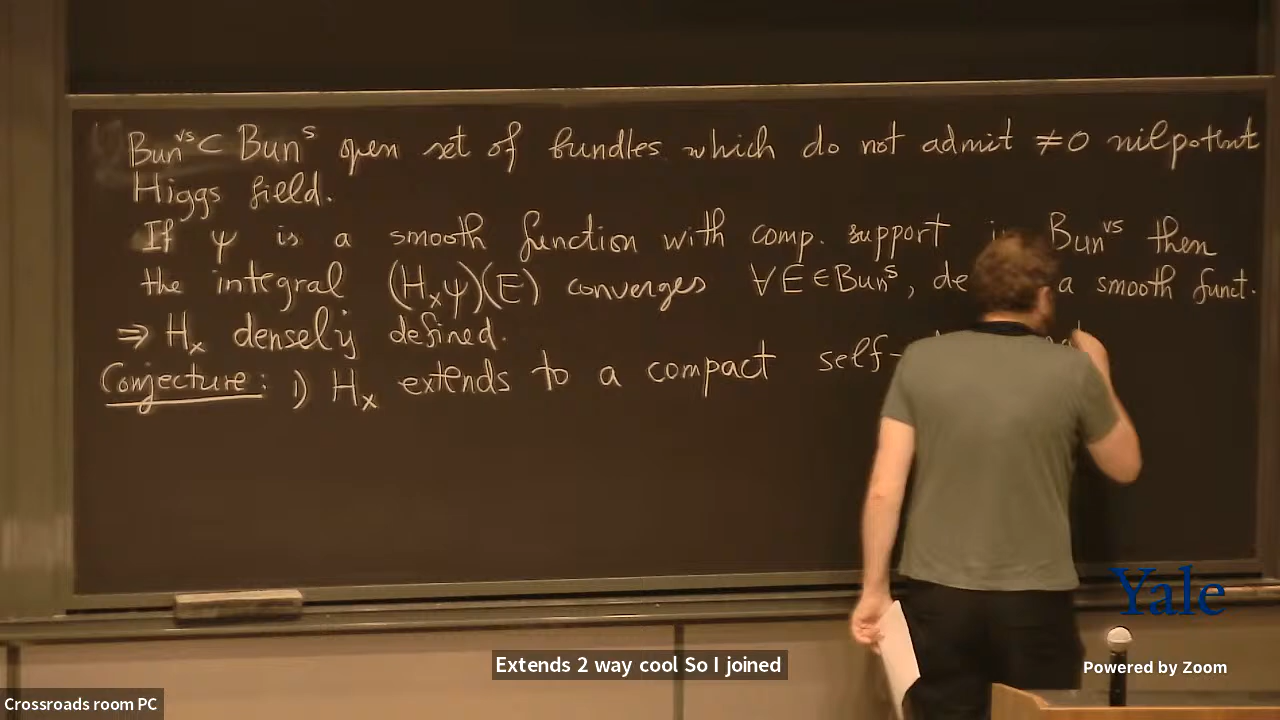 Bun^vs ⊂ Bun^s open set of bundles which do not admit ≠0 nilpotent
Higgs field.
If ψ is a smooth function with comp. support Bun^vs then
the integral (H_xψ)(E) converges ∀E∈Bun^s, a smooth funct.
⇒ H_x densely defined.
Conjecture: 1) H_x extends to a compact self-
Yale
Extends 2 way cool So I joined
Powered by Zoom
Crossroads room PC